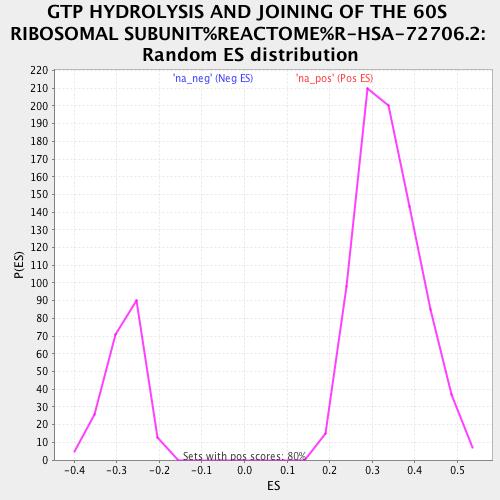 GTP HYDROLYSIS AND JOINING OF THE 60S
RIBOSOMAL SUBUNIT%REACTOME%R-HSA-72706.2:
Random ES distribution
'na_neg' (Neg ES) 'na_pos' (Pos ES)
220
210
200
190
180
170
160
150
140
130
120
110
100
90
80
70
60
50
40
30
20
10
0
P(ES)
Sets with pos scores: 80%
-0.4 -0.3 -0.2 -0.1 0.0 0.1 0.2 0.3 0.4 0.5
ES